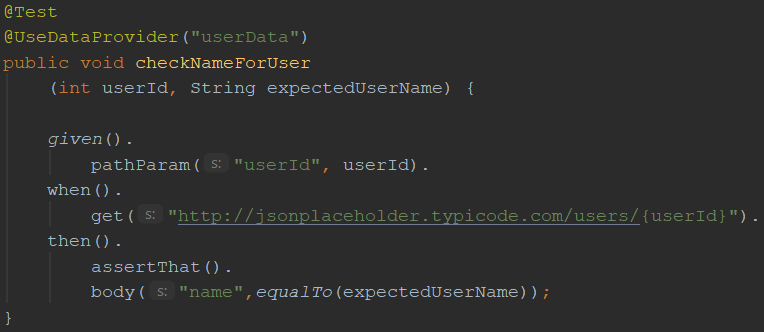 @Test
@UseDataProvider("userData")
public void checkNameForUser
(int userId, String expectedUserName) {
given().
pathParam( s: "userId", userId).
when().
get( s: "http://jsonplaceholder.typicode.com/users/{userId}").
then().
assertThat().
body( s: "name",equalTo(expectedUserName));
}